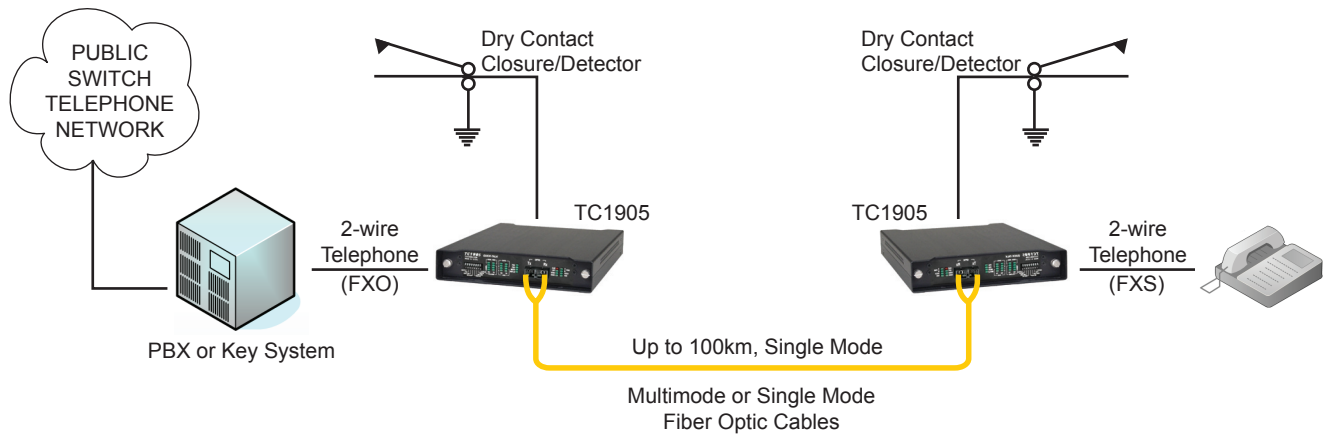 PUBLIC
SWITCH
TELEPHONE
NETWORK
Dry Contact
Closure/Detector
Dry Contact
Closure/Detector
TC1905
TC1905
2-wire
Telephone
(FXO)
2-wire
Telephone
(FXS)
PBX or Key System
Up to 100km, Single Mode
Multimode or Single Mode
Fiber Optic Cables